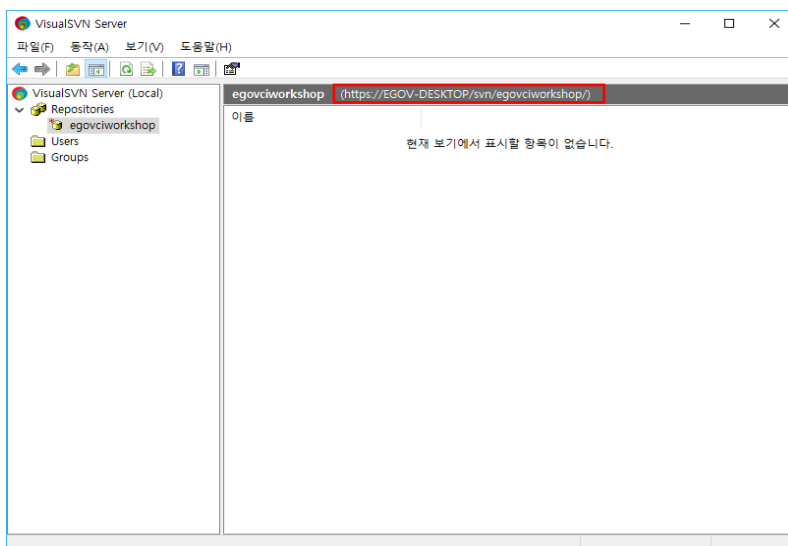 VisualSVN Server
파일(F) 동작(A) 보기(V) 도움말(H)
VisualSVN Server (Local)
Repositories
egovciworkshop
Users
Groups
egovciworkshop (https://EGOV-DESKTOP/svn/egovciworkshop/)
이름
현재 보기에서 표시할 항목이 없습니다.